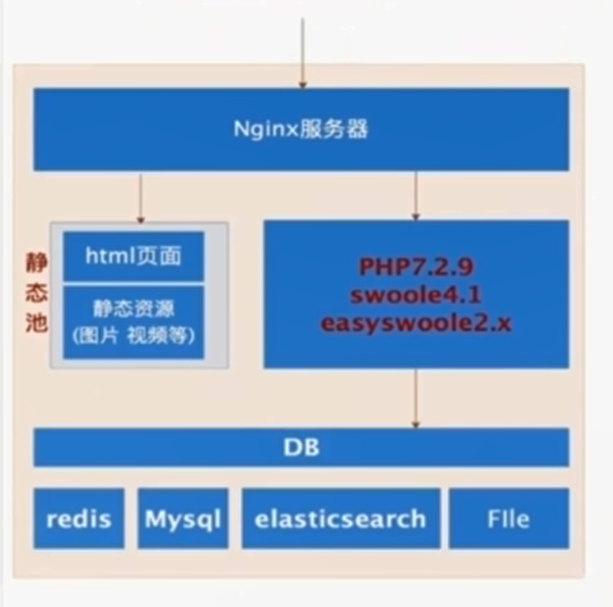 Nginx服务器
静态池
html页面
静态资源
(图片 视频等)
PHP7.2.9
swoole4.1
easyswoole2.x
DB
redis
Mysql
elasticsearch
FIle